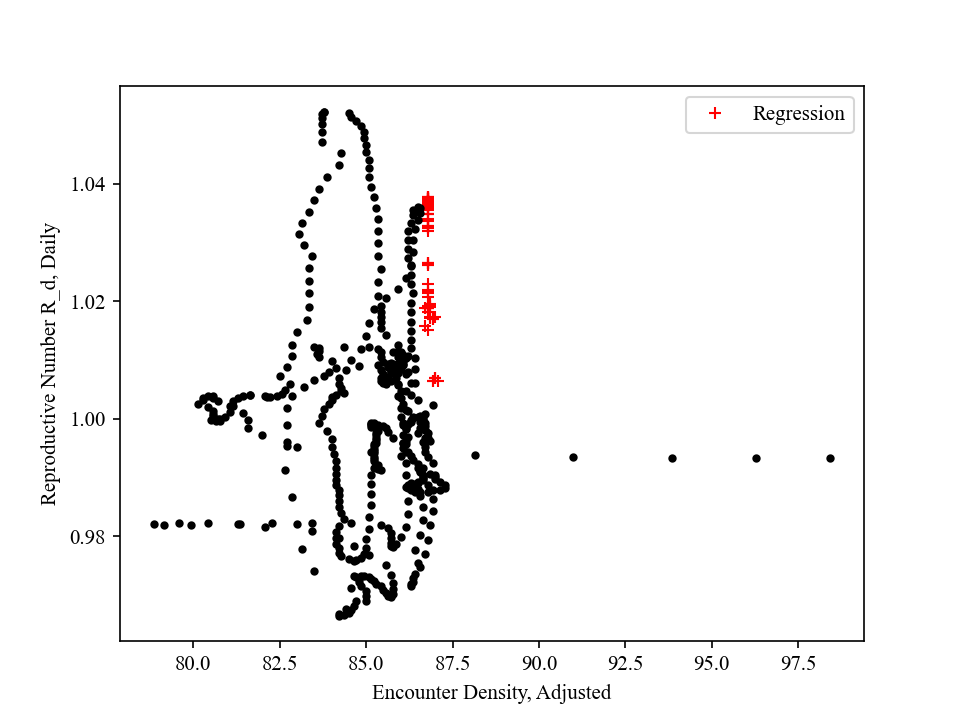 Regression
1.04
1.02
1.00
0.98
Reproductive Number R_d, Daily
80.0 82.5 85.0 87.5 90.0 92.5 95.0 97.5
Encounter Density, Adjusted